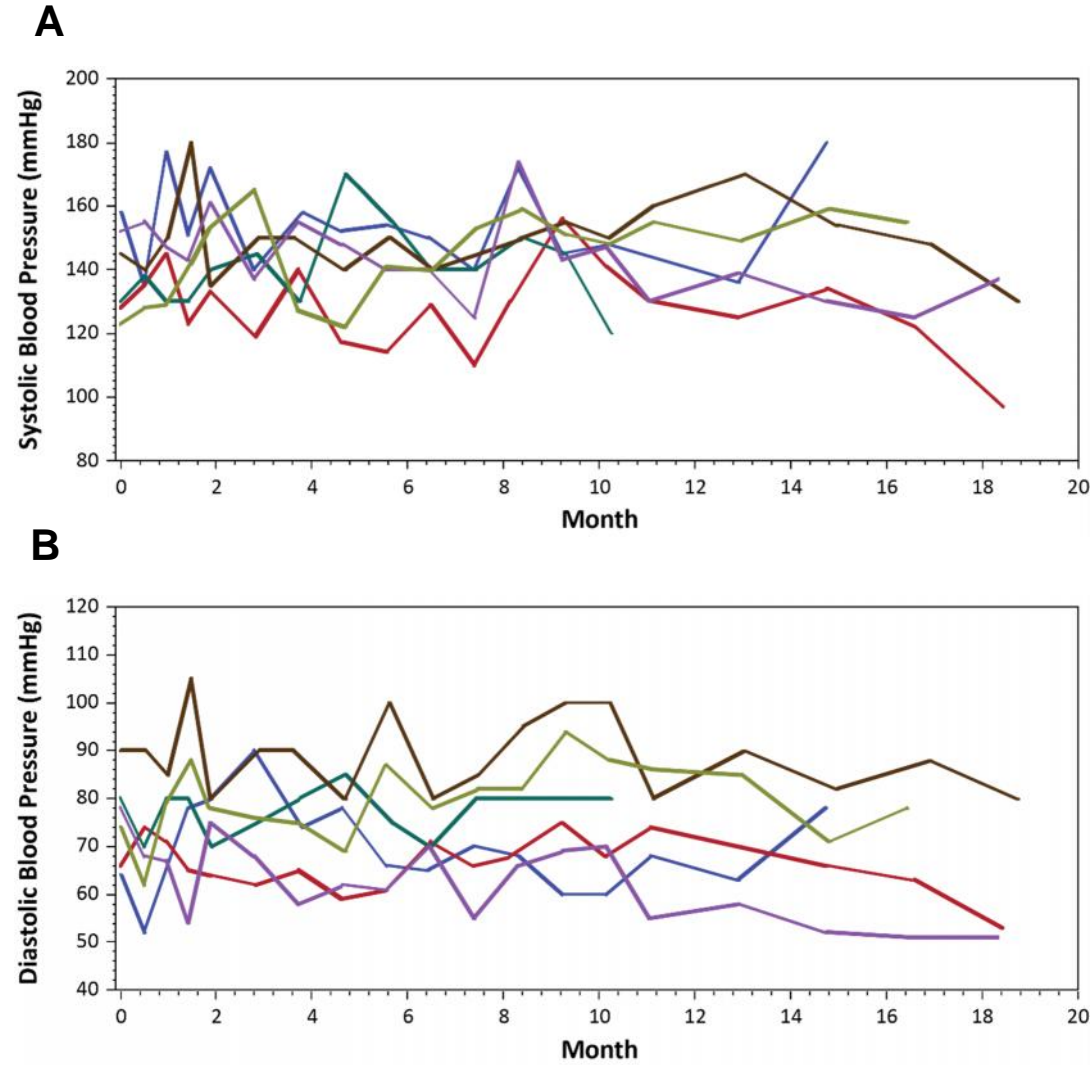 A
Systolic Blood Pressure (mmHg)
200
180
160
140
120
100
80
0 2 4 6 8 10 12 14 16 18 20
Month
B
Diastolic Blood Pressure (mmHg)
120
110
100
90
80
70
60
50
40
0 2 4 6 8 10 12 14 16 18 20
Month